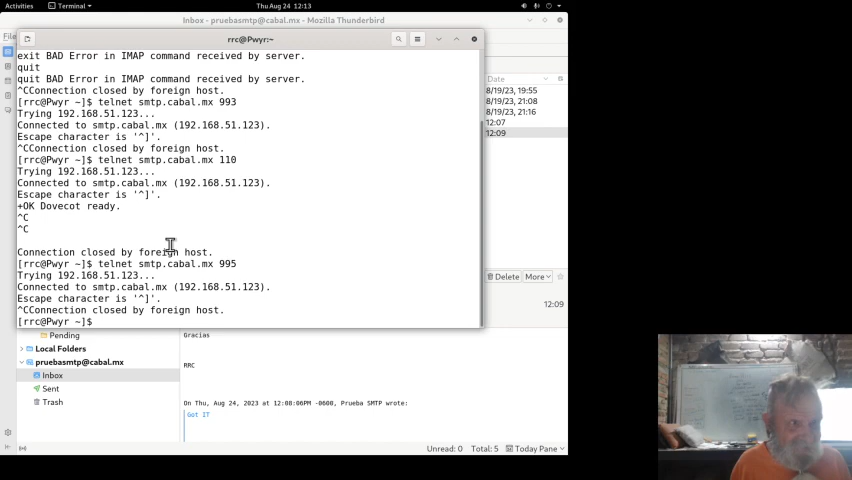 Activities
Terminal
Thu Aug 24 12:13
Inbox - pruebasmtp@cabal.mx - Mozilla Thunderbird
File
rrc@Pwyr:~
exit BAD Error in IMAP command received by server.
quit
quit BAD Error in IMAP command received by server.
^CConnection closed by foreign host.
[rrc@Pwyr ~]$ telnet smtp.cabal.mx 993
Trying 192.168.51.123...
Connected to smtp.cabal.mx (192.168.51.123).
Escape character is '^]'.
^CConnection closed by foreign host.
[rrc@Pwyr ~]$ telnet smtp.cabal.mx 110
Trying 192.168.51.123...
Connected to smtp.cabal.mx (192.168.51.123).
Escape character is '^]'.
+OK Dovecot ready.
^C
^C
Connection closed by foreign host.
[rrc@Pwyr ~]$ telnet smtp.cabal.mx 995
Trying 192.168.51.123...
Connected to smtp.cabal.mx (192.168.51.123).
Escape character is '^]'.
^CConnection closed by foreign host.
[rrc@Pwyr ~]$
Date
8/19/23, 19:55
8/19/23, 21:08
8/19/23, 21:16
12:07
12:09
Delete More
12:09
Pending
Local Folders
pruebasmtp@cabal.mx
Inbox
Sent
Trash
Gracias
RRC
On Thu, Aug 24, 2023 at 12:08:06PM -0600, Prueba SMTP wrote:
Got IT
Unread: 0 Total: 5 Today Pane